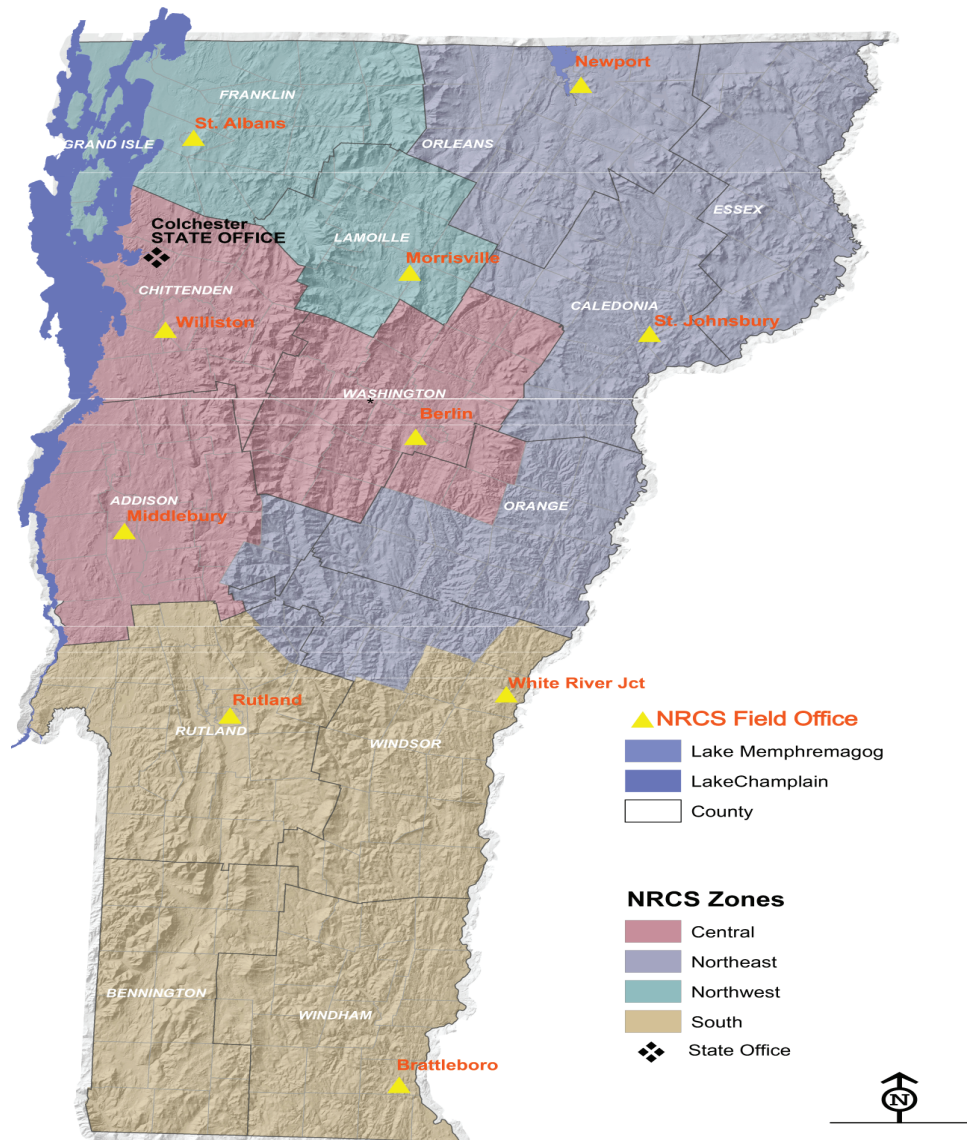 Newport
FRANKLIN
St. Albans
GRAND ISLE
ORLEANS
ESSEX
Colchester
STATE OFFICE
LAMOILLE
Morrisville
CHITTENDEN
CALEDONIA
Williston
St. Johnsbury
WASHINGTON
*
Berlin
ADDISON
ORANGE
Middlebury
White River Jct
Rutland
RUTLAND
WINDSOR
BENNINGTON
WINDHAM
Brattleboro
NRCS Field Office
Lake Memphremagog
LakeChamplain
County
NRCS Zones
Central
Northeast
Northwest
South
State Office
N